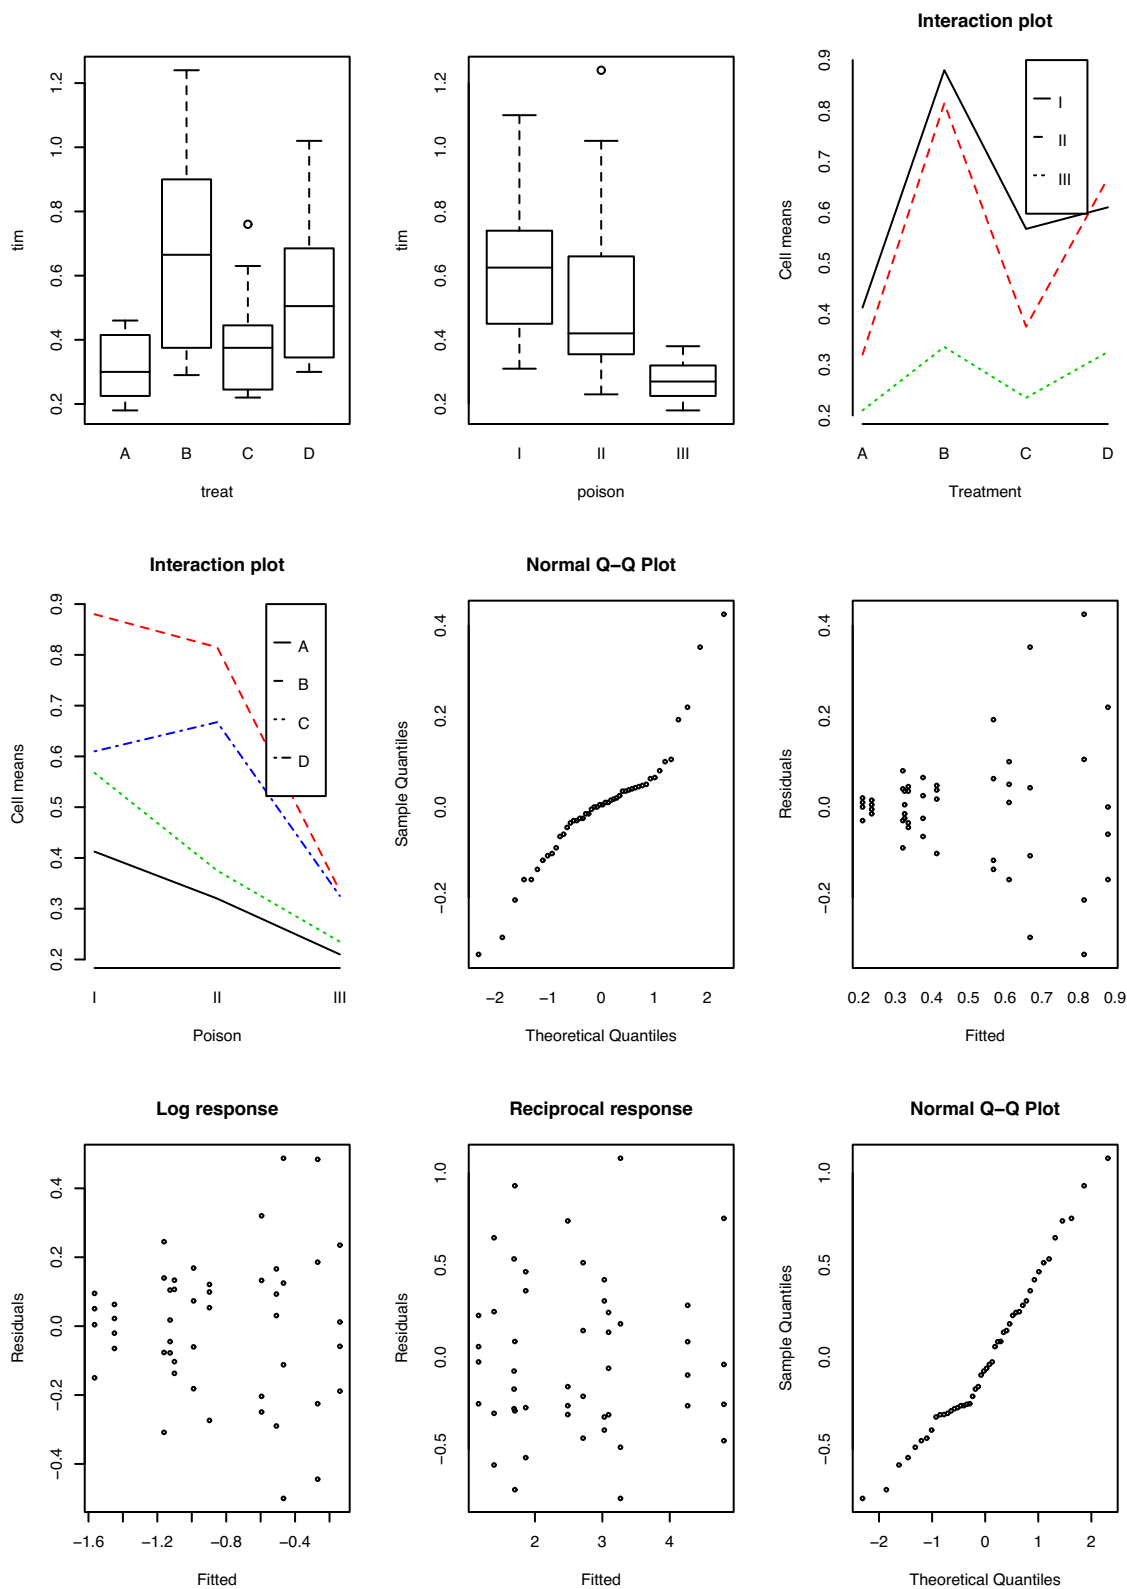 Interaction plot
tim
0.2 0.4 0.6 0.8 1.0 1.2
A B C D
treat
tim
0.2 0.4 0.6 0.8 1.0 1.2
I II III
poison
Cell means
0.2 0.3 0.4 0.5 0.6 0.7 0.8 0.9
I
II
III
A B C D
Treatment
Interaction plot
Cell means
0.2 0.3 0.4 0.5 0.6 0.7 0.8 0.9
A
B
C
D
I II III
Poison
Normal Q−Q Plot
Sample Quantiles
−0.2 0.0 0.2 0.4
−2 −1 0 1 2
Theoretical Quantiles
Residuals
−0.2 0.0 0.2 0.4
0.2 0.3 0.4 0.5 0.6 0.7 0.8 0.9
Fitted
Log response
Residuals
−0.4 −0.2 0.0 0.2 0.4
−1.6 −1.2 −0.8 −0.4
Fitted
Reciprocal response
Residuals
−0.5 0.0 0.5 1.0
2 3 4
Fitted
Normal Q−Q Plot
Sample Quantiles
−0.5 0.0 0.5 1.0
−2 −1 0 1 2
Theoretical Quantiles